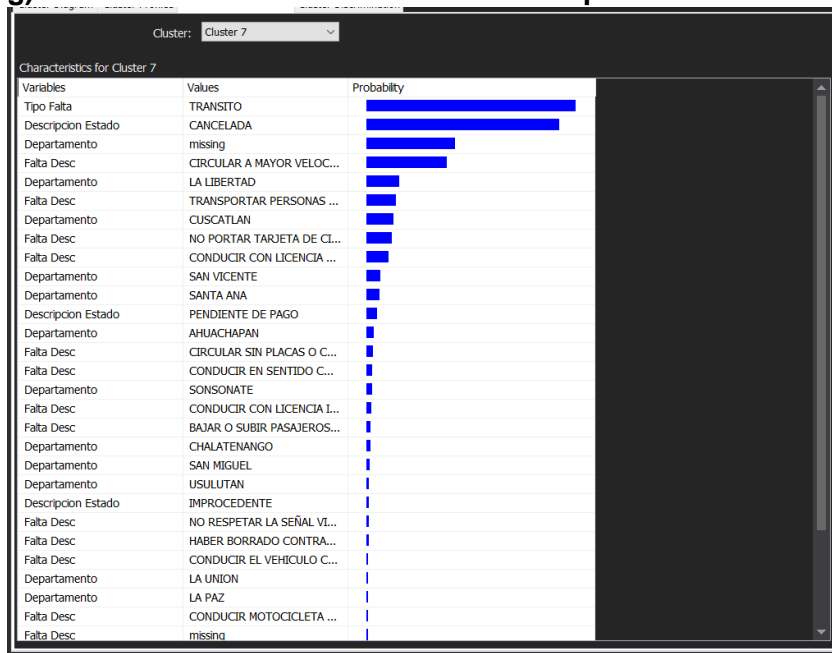 Cluster: Cluster 7
Characteristics for Cluster 7
Variables Values Probability
Tipo Falta TRANSITO
Descripcion Estado CANCELADA
Departamento missing
Falta Desc CIRCULAR A MAYOR VELOC...
Departamento LA LIBERTAD
Falta Desc TRANSPORTAR PERSONAS ...
Departamento CUSCATLAN
Falta Desc NO PORTAR TARJETA DE CI...
Falta Desc CONDUCIR CON LICENCIA ...
Departamento SAN VICENTE
Departamento SANTA ANA
Descripcion Estado PENDIENTE DE PAGO
Departamento AHUACHAPAN
Falta Desc CIRCULAR SIN PLACAS O C...
Falta Desc CONDUCIR EN SENTIDO C...
Departamento SONSONATE
Falta Desc CONDUCIR CON LICENCIA I...
Falta Desc BAJAR O SUBIR PASAJEROS...
Departamento CHALATENANGO
Departamento SAN MIGUEL
Departamento USULUTAN
Descripcion Estado IMPROCEDENTE
Falta Desc NO RESPETAR LA SEÑAL VI...
Falta Desc HABER BORRADO CONTRA...
Falta Desc CONDUCIR EL VEHICULO C...
Departamento LA UNION
Departamento LA PAZ
Falta Desc CONDUCIR MOTOCICLETA ...
Falta Desc missing